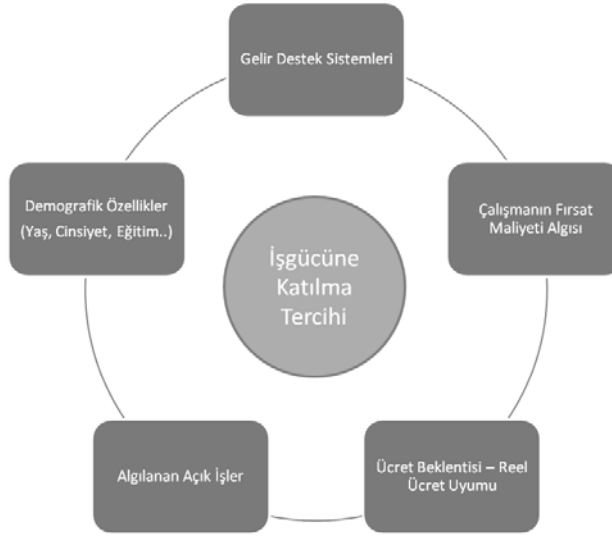 Gelir Destek Sistemleri
Demografik Özellikler
(Yaş, Cinsiyet, Eğitim..)
Çalışmanın Fırsat
Maliyeti Algısı
İşgücüne
Katılma
Tercihi
Algılanan Açık İşler
Ücret Beklentisi – Reel
Ücret Uyumu